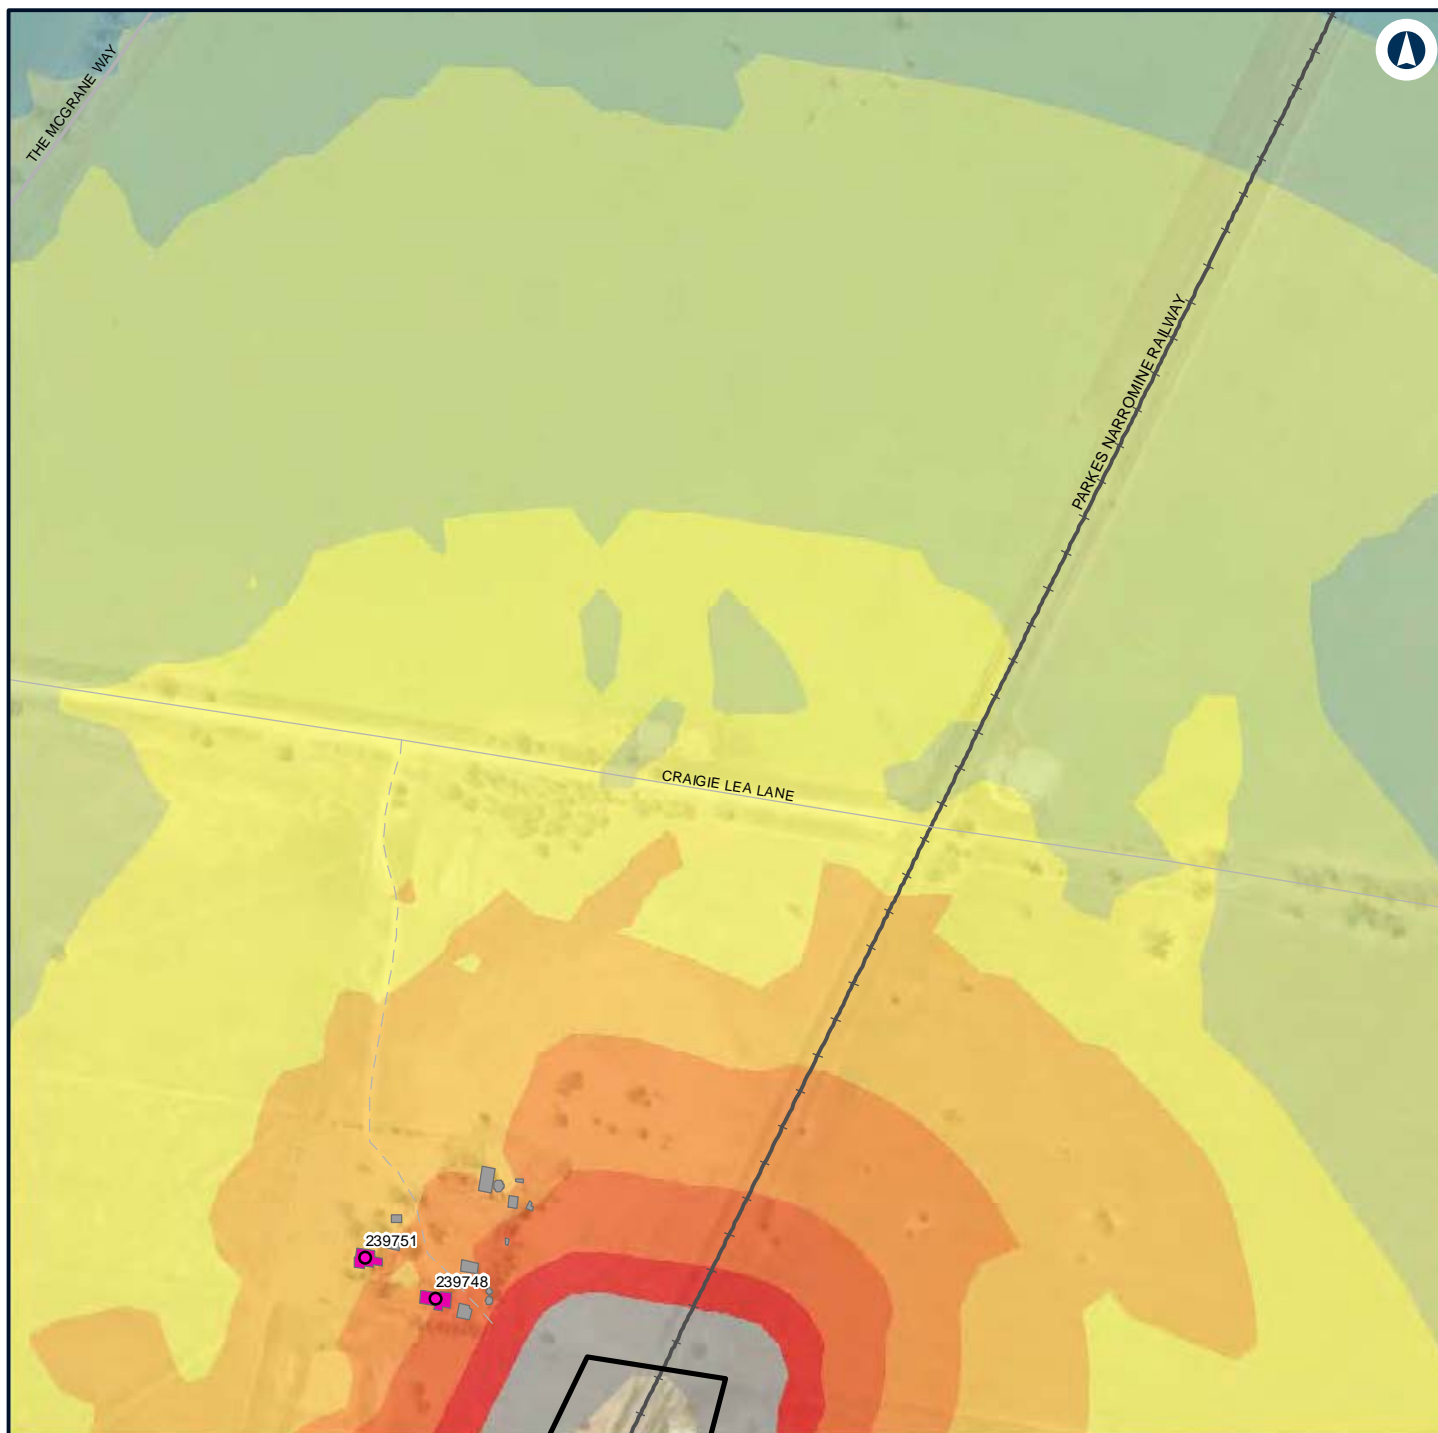 THE MCGRANE WAY
PARKES NARROMINE RAILWAY
CRAIGIE LEA LANE
239751
239748